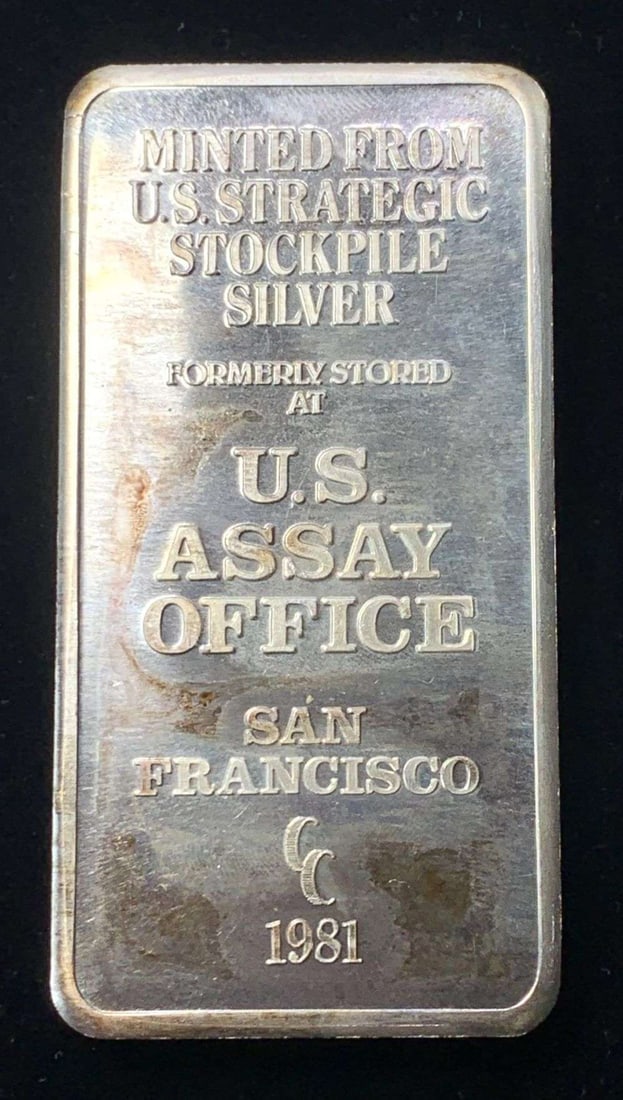 MINTED FROM
U.S. STRATEGIC
STOCKPILE
SILVER
FORMERLY STORED
AT
U.S.
ASSAY
OFFICE
SAN
FRANCISCO
CC
1981